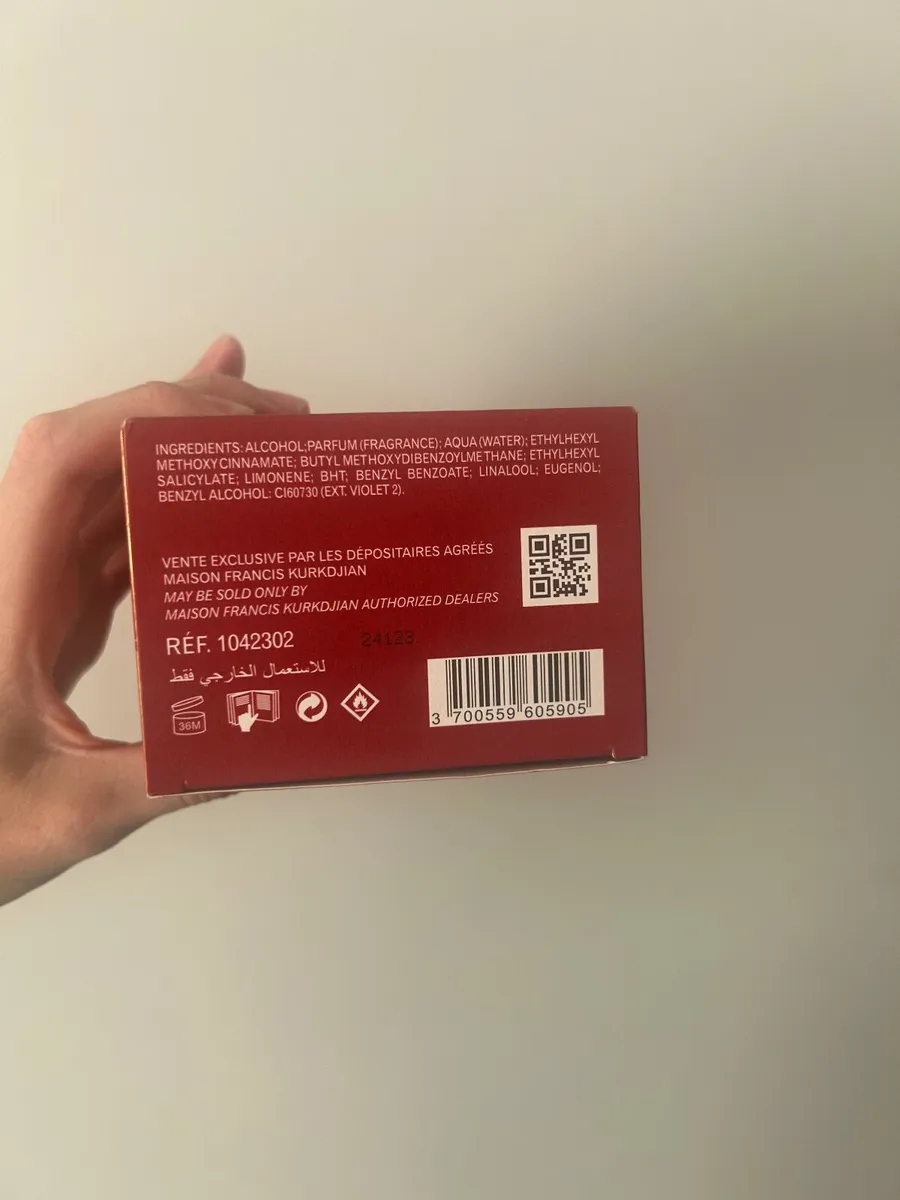 INGREDIENTS: ALCOHOL;PARFUM (FRAGRANCE); AQUA (WATER); ETHYLHEXYL
METHOXYCINNAMATE; BUTYL METHOXYDIBENZOYLMETHANE; ETHYLHEXYL
SALICYLATE; LIMONENE; BHT; BENZYL BENZOATE; LINALOOL; EUGENOL;
BENZYL ALCOHOL: CI60730 (EXT. VIOLET 2).
VENTE EXCLUSIVE PAR LES DÉPOSITAIRES AGRÉÉS
MAISON FRANCIS KURKDJIAN
MAY BE SOLD ONLY BY
MAISON FRANCIS KURKDJIAN AUTHORIZED DEALERS
RÉF. 1042302
24123
للاستعمال الخارجي فقط
36M
3 700559 605905